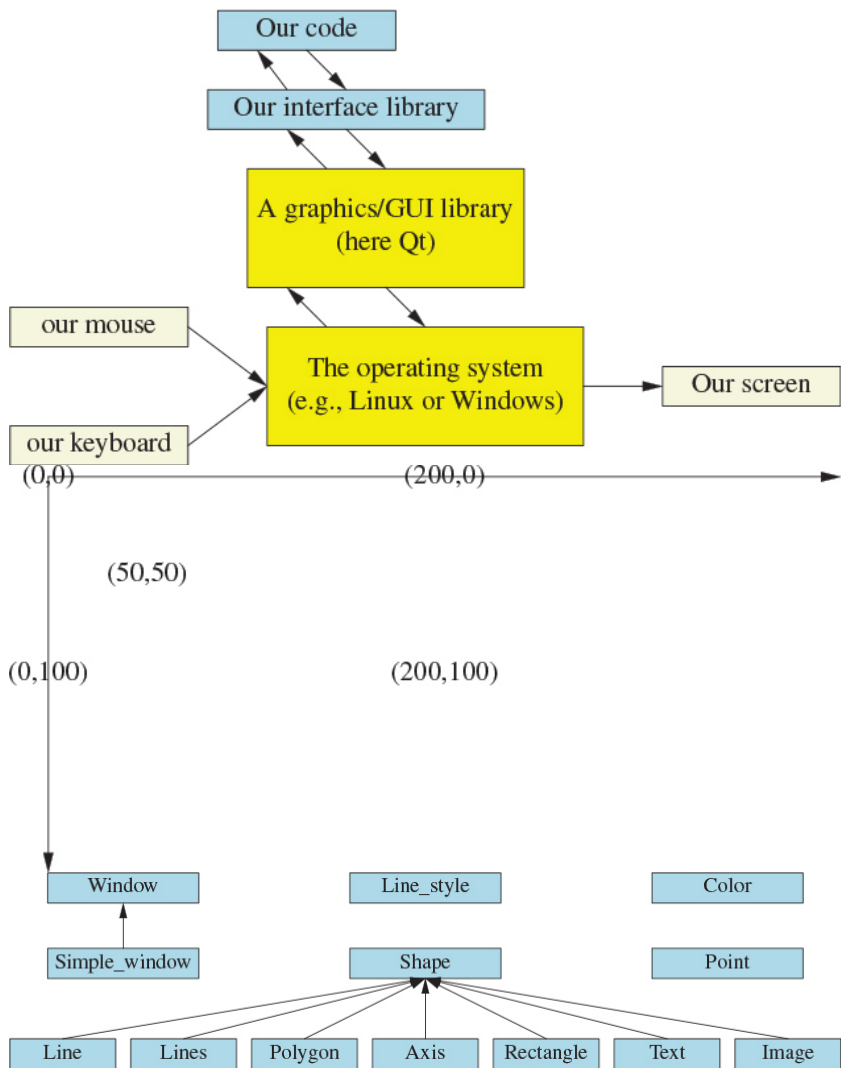 Our code
Our interface library
A graphics/GUI library
(here Qt)
our mouse
The operating system
(e.g., Linux or Windows)
Our screen
our keyboard
(0,0)
(200,0)
(50,50)
(0,100)
(200,100)
Window
Line_style
Color
Simple_window
Shape
Point
Line
Lines
Polygon
Axis
Rectangle
Text
Image